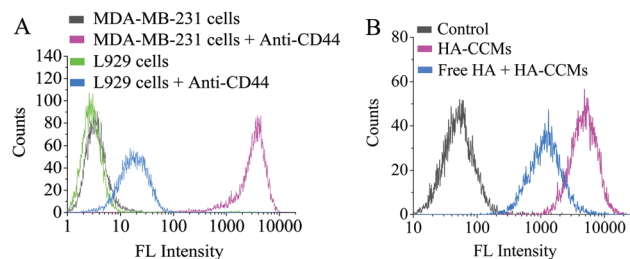 A
MDA-MB-231 cells
MDA-MB-231 cells + Anti-CD44
L929 cells
L929 cells + Anti-CD44
Counts
140
120
100
80
60
40
20
0
1 10 100 1000 10000
FL Intensity
B
Control
HA-CCMs
Free HA + HA-CCMs
Counts
80
60
40
20
0
10 100 1000 10000
FL Intensity